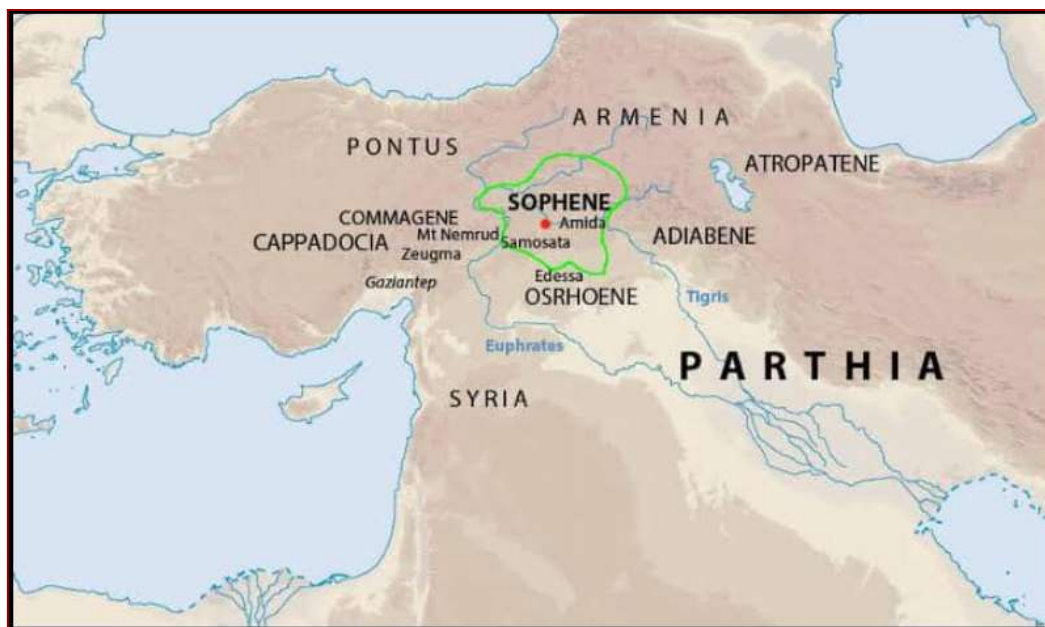 ARMENIA
PONTUS
ATROPATENE
SOPHENE
COMMAGENE
Amida
CAPPADOCIA
Mt Nemrud
Samosata
ADIABENE
Zeugma
Gaziantep
Edessa
OSRHOENE
Tigris
Euphrates
PARTHIA
SYRIA